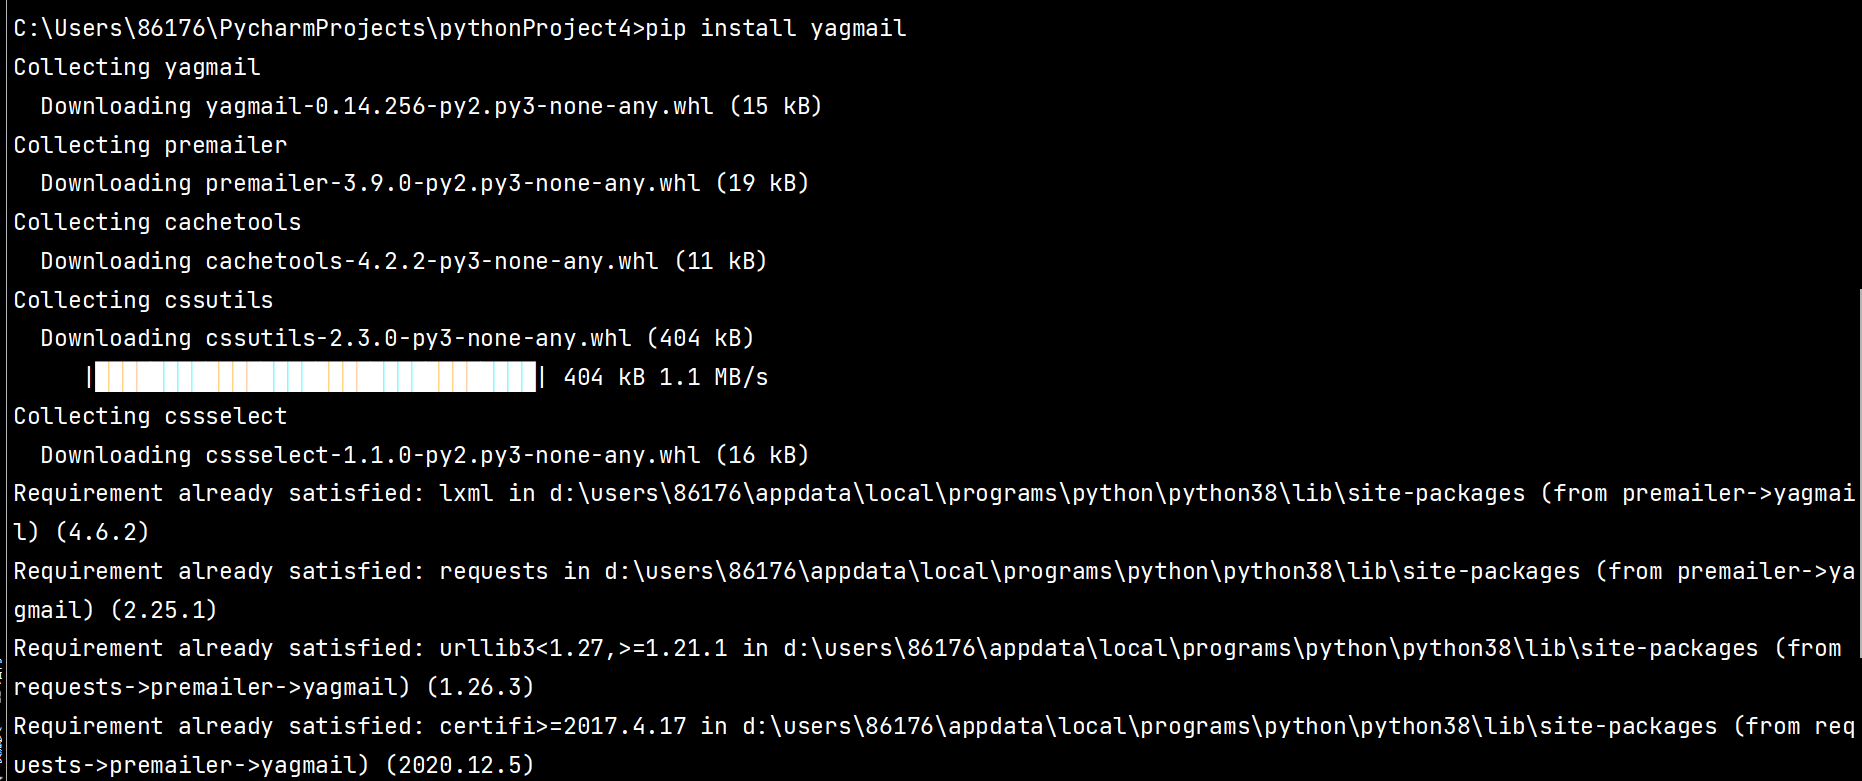 C:\Users\86176\PycharmProjects\pythonProject4>pip install yagmail
Collecting yagmail
  Downloading yagmail-0.14.256-py2.py3-none-any.whl (15 kB)
Collecting premailer
  Downloading premailer-3.9.0-py2.py3-none-any.whl (19 kB)
Collecting cachetools
  Downloading cachetools-4.2.2-py3-none-any.whl (11 kB)
Collecting cssutils
  Downloading cssutils-2.3.0-py3-none-any.whl (404 kB)
     |████████████████████████████████| 404 kB 1.1 MB/s
Collecting cssselect
  Downloading cssselect-1.1.0-py2.py3-none-any.whl (16 kB)
Requirement already satisfied: lxml in d:\users\86176\appdata\local\programs\python\python38\lib\site-packages (from premailer->yagmai
l) (4.6.2)
Requirement already satisfied: requests in d:\users\86176\appdata\local\programs\python\python38\lib\site-packages (from premailer->ya
gmail) (2.25.1)
Requirement already satisfied: urllib3<1.27,>=1.21.1 in d:\users\86176\appdata\local\programs\python\python38\lib\site-packages (from
requests->premailer->yagmail) (1.26.3)
Requirement already satisfied: certifi>=2017.4.17 in d:\users\86176\appdata\local\programs\python\python38\lib\site-packages (from req
uests->premailer->yagmail) (2020.12.5)